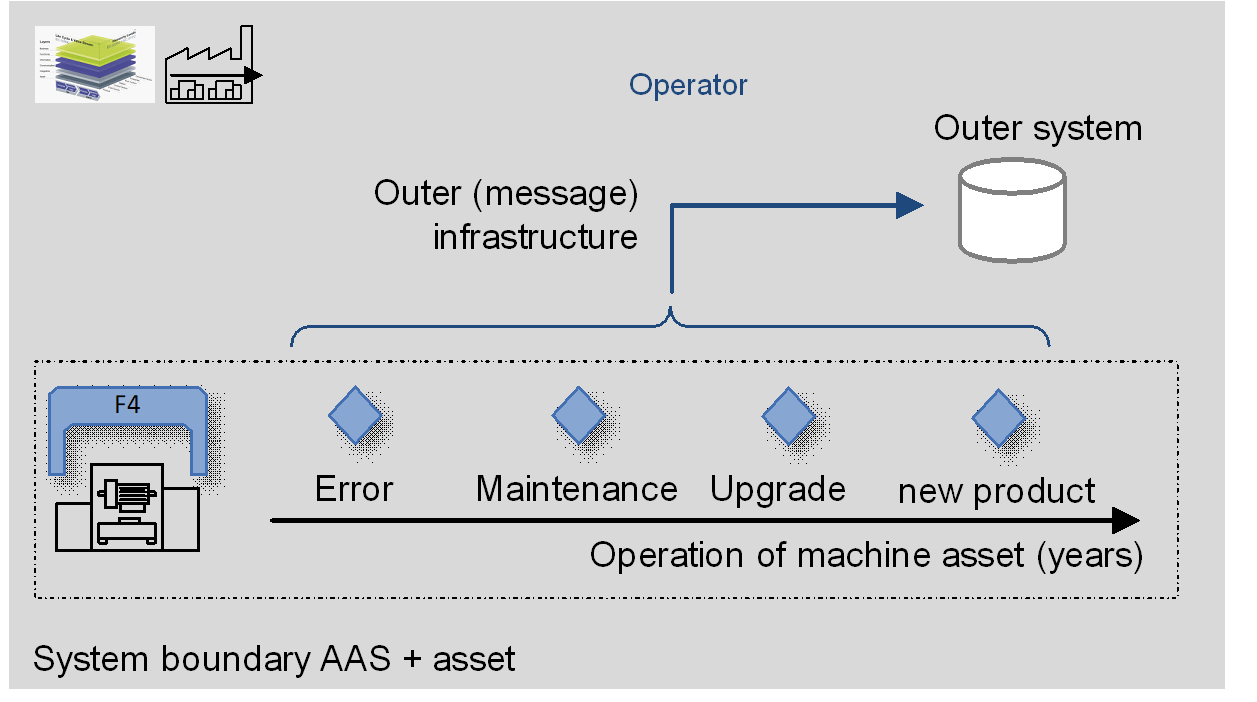 Operator
Outer system
Outer (message)
infrastructure
F4
Error
Maintenance
Upgrade
new product
Operation of machine asset (years)
System boundary AAS + asset